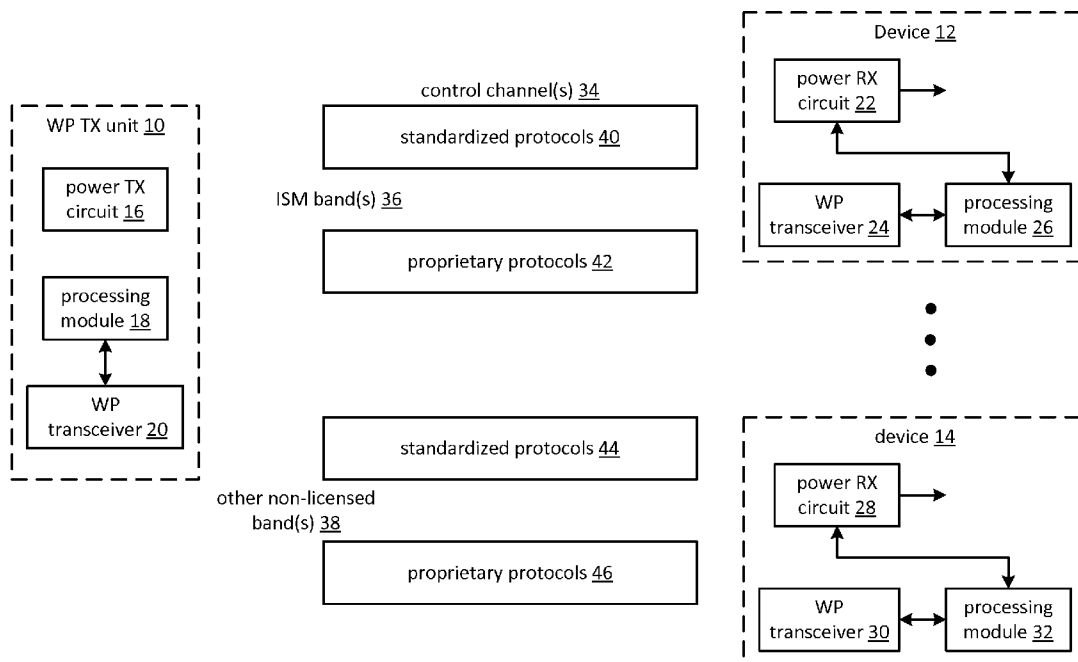 WP TX unit 10
power TX
circuit 16
processing
module 18
WP
transceiver 20
control channel(s) 34
standardized protocols 40
ISM band(s) 36
proprietary protocols 42
standardized protocols 44
other non-licensed
band(s) 38
proprietary protocols 46
Device 12
power RX
circuit 22
WP
transceiver 24
processing
module 26
device 14
power RX
circuit 28
WP
transceiver 30
processing
module 32